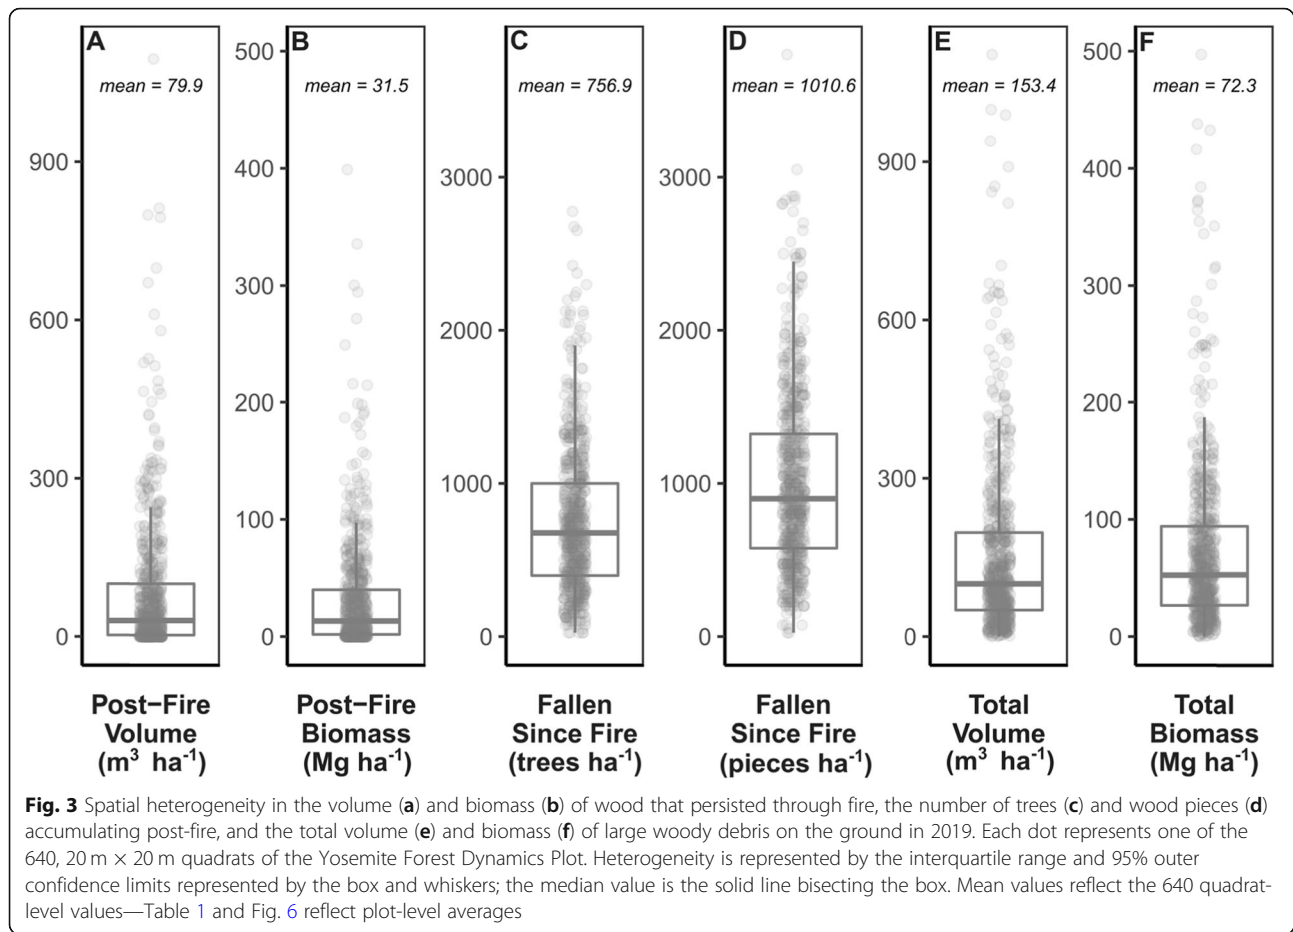 A
mean = 79.9
900
600
300
0
Post−Fire
Volume
(m³ ha⁻¹)
B
mean = 31.5
500
400
300
200
100
0
Post−Fire
Biomass
(Mg ha⁻¹)
C
mean = 756.9
3000
2000
1000
0
Fallen
Since Fire
(trees ha⁻¹)
D
mean = 1010.6
3000
2000
1000
0
Fallen
Since Fire
(pieces ha⁻¹)
E
mean = 153.4
900
600
300
0
Total
Volume
(m³ ha⁻¹)
F
mean = 72.3
500
400
300
200
100
0
Total
Biomass
(Mg ha⁻¹)
Fig. 3 Spatial heterogeneity in the volume (a) and biomass (b) of wood that persisted through fire, the number of trees (c) and wood pieces (d)
accumulating post-fire, and the total volume (e) and biomass (f) of large woody debris on the ground in 2019. Each dot represents one of the
640, 20 m × 20 m quadrats of the Yosemite Forest Dynamics Plot. Heterogeneity is represented by the interquartile range and 95% outer
confidence limits represented by the box and whiskers; the median value is the solid line bisecting the box. Mean values reflect the 640 quadrat-
level values—Table 1 and Fig. 6 reflect plot-level averages